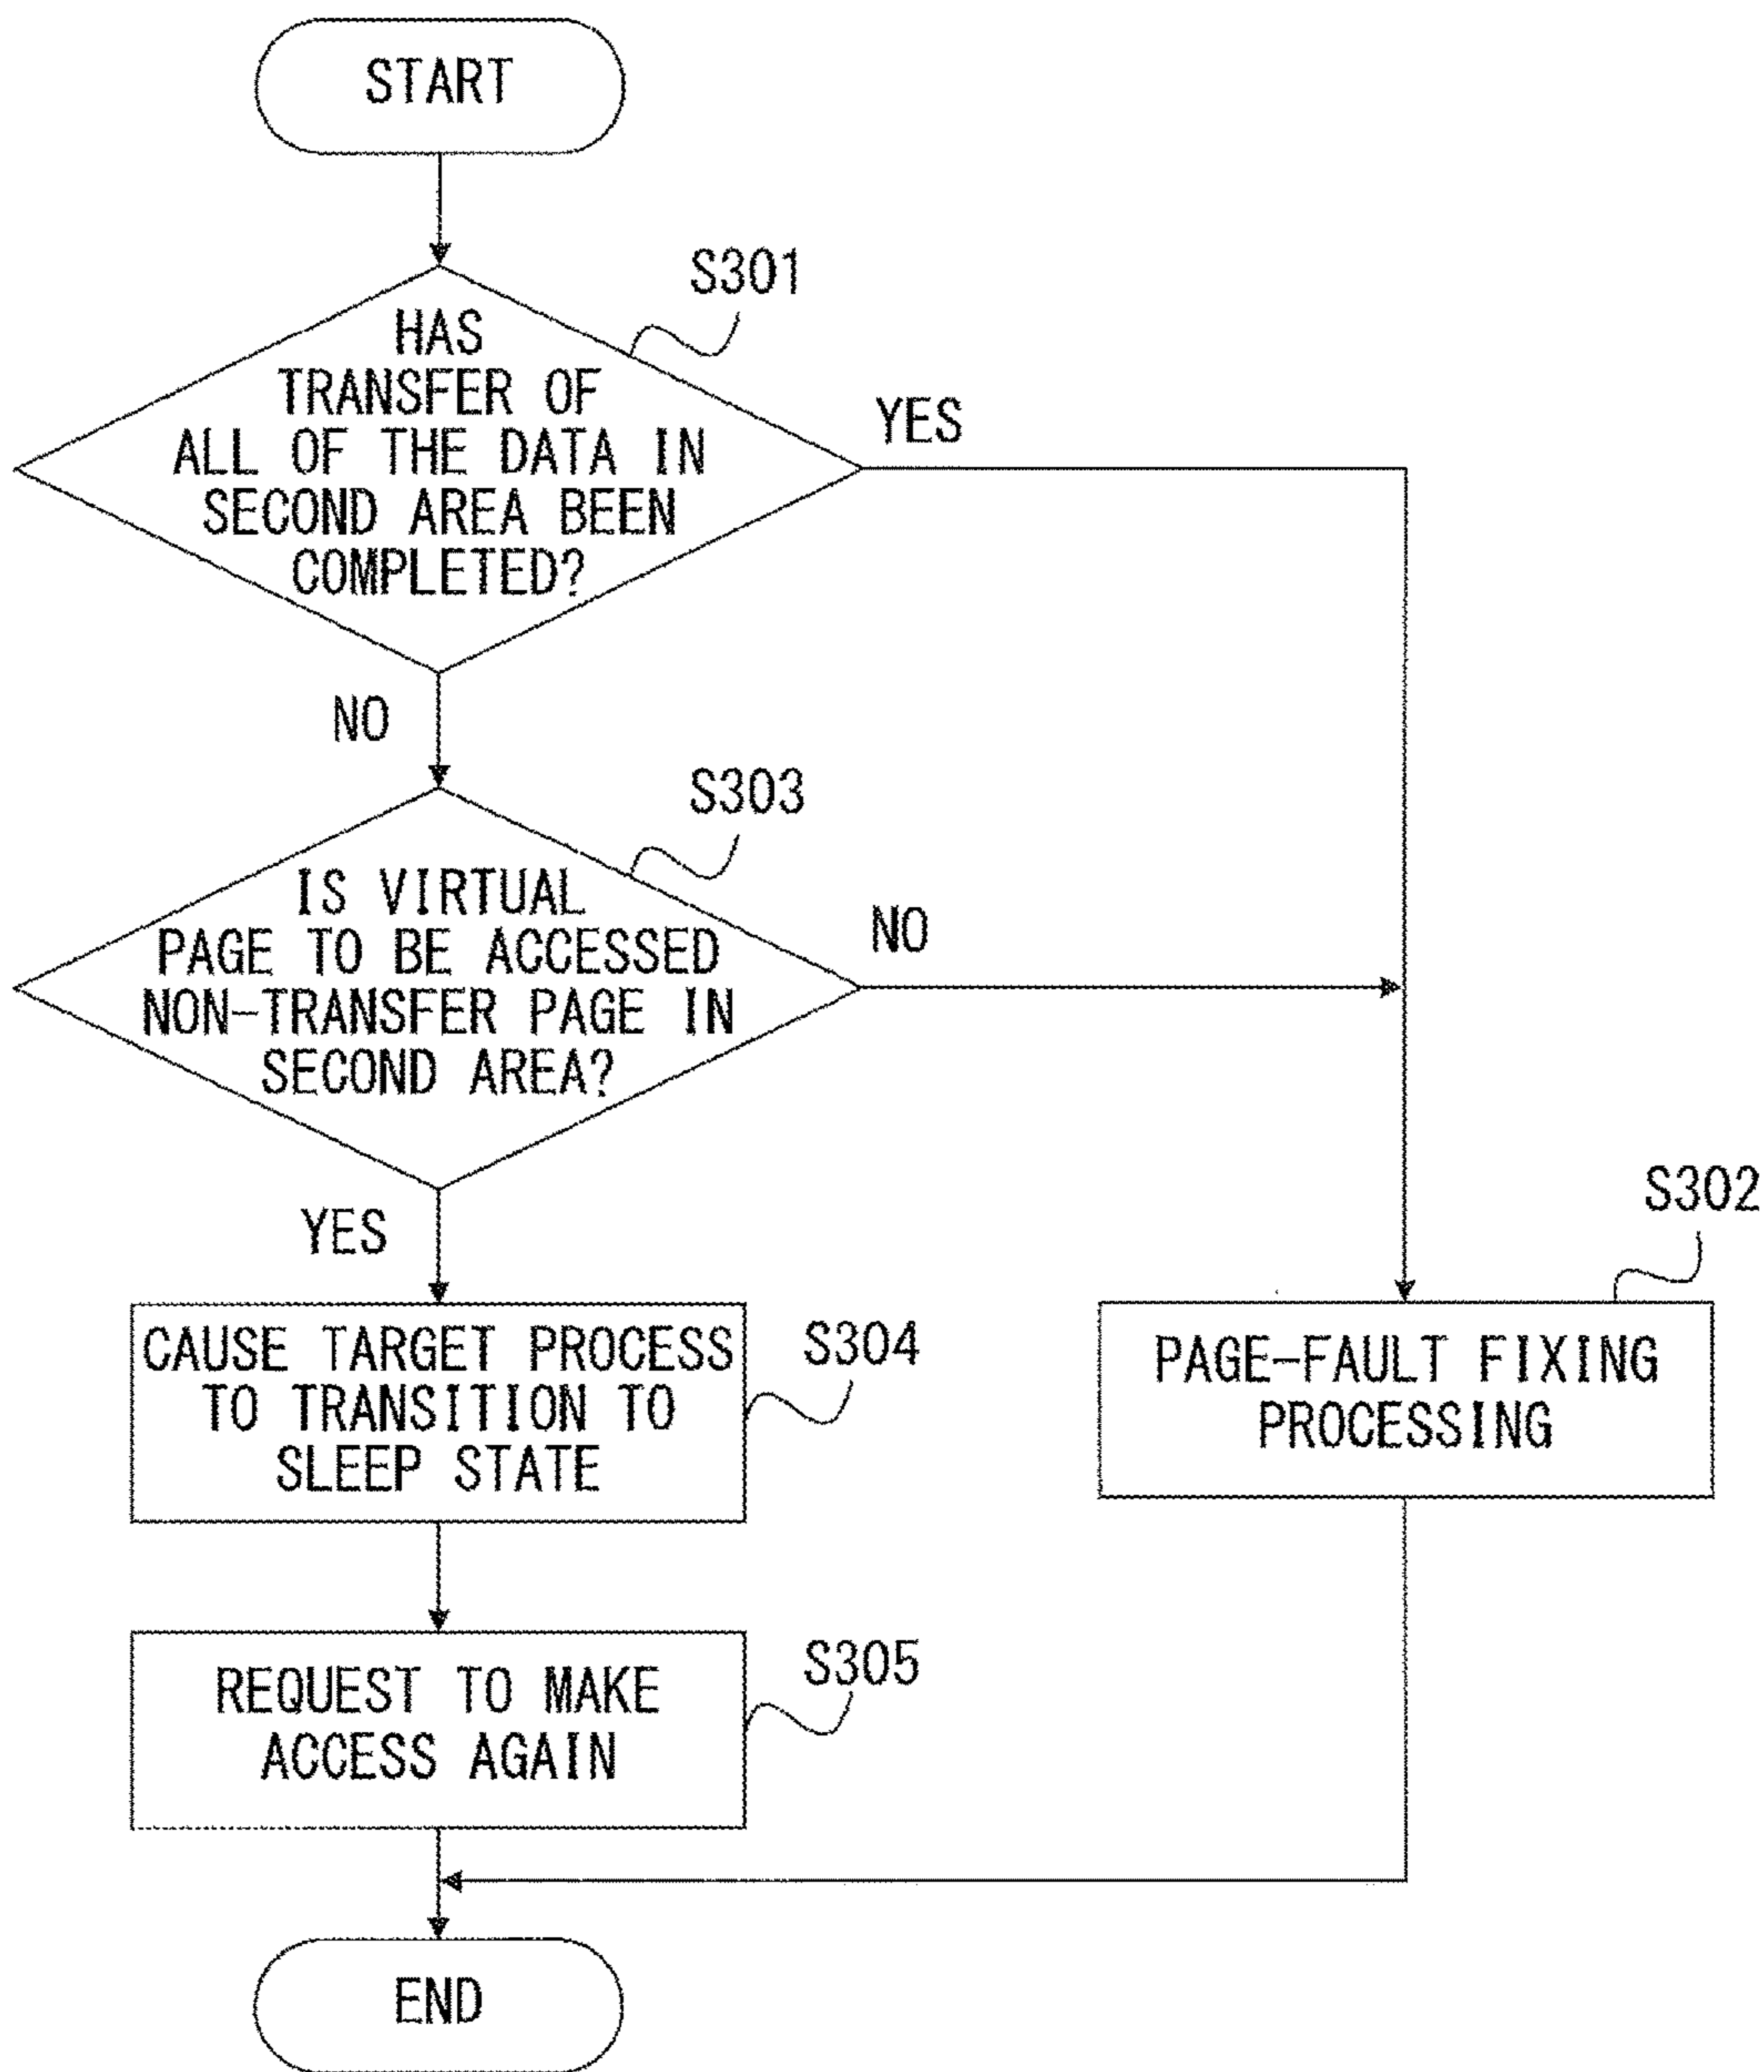 START
S301
HAS
TRANSFER OF
ALL OF THE DATA IN
SECOND AREA BEEN
COMPLETED?
YES
NO
S303
IS VIRTUAL
PAGE TO BE ACCESSED
NON-TRANSFER PAGE IN
SECOND AREA?
NO
YES
S302
PAGE-FAULT FIXING
PROCESSING
S304
CAUSE TARGET PROCESS
TO TRANSITION TO
SLEEP STATE
S305
REQUEST TO MAKE
ACCESS AGAIN
END